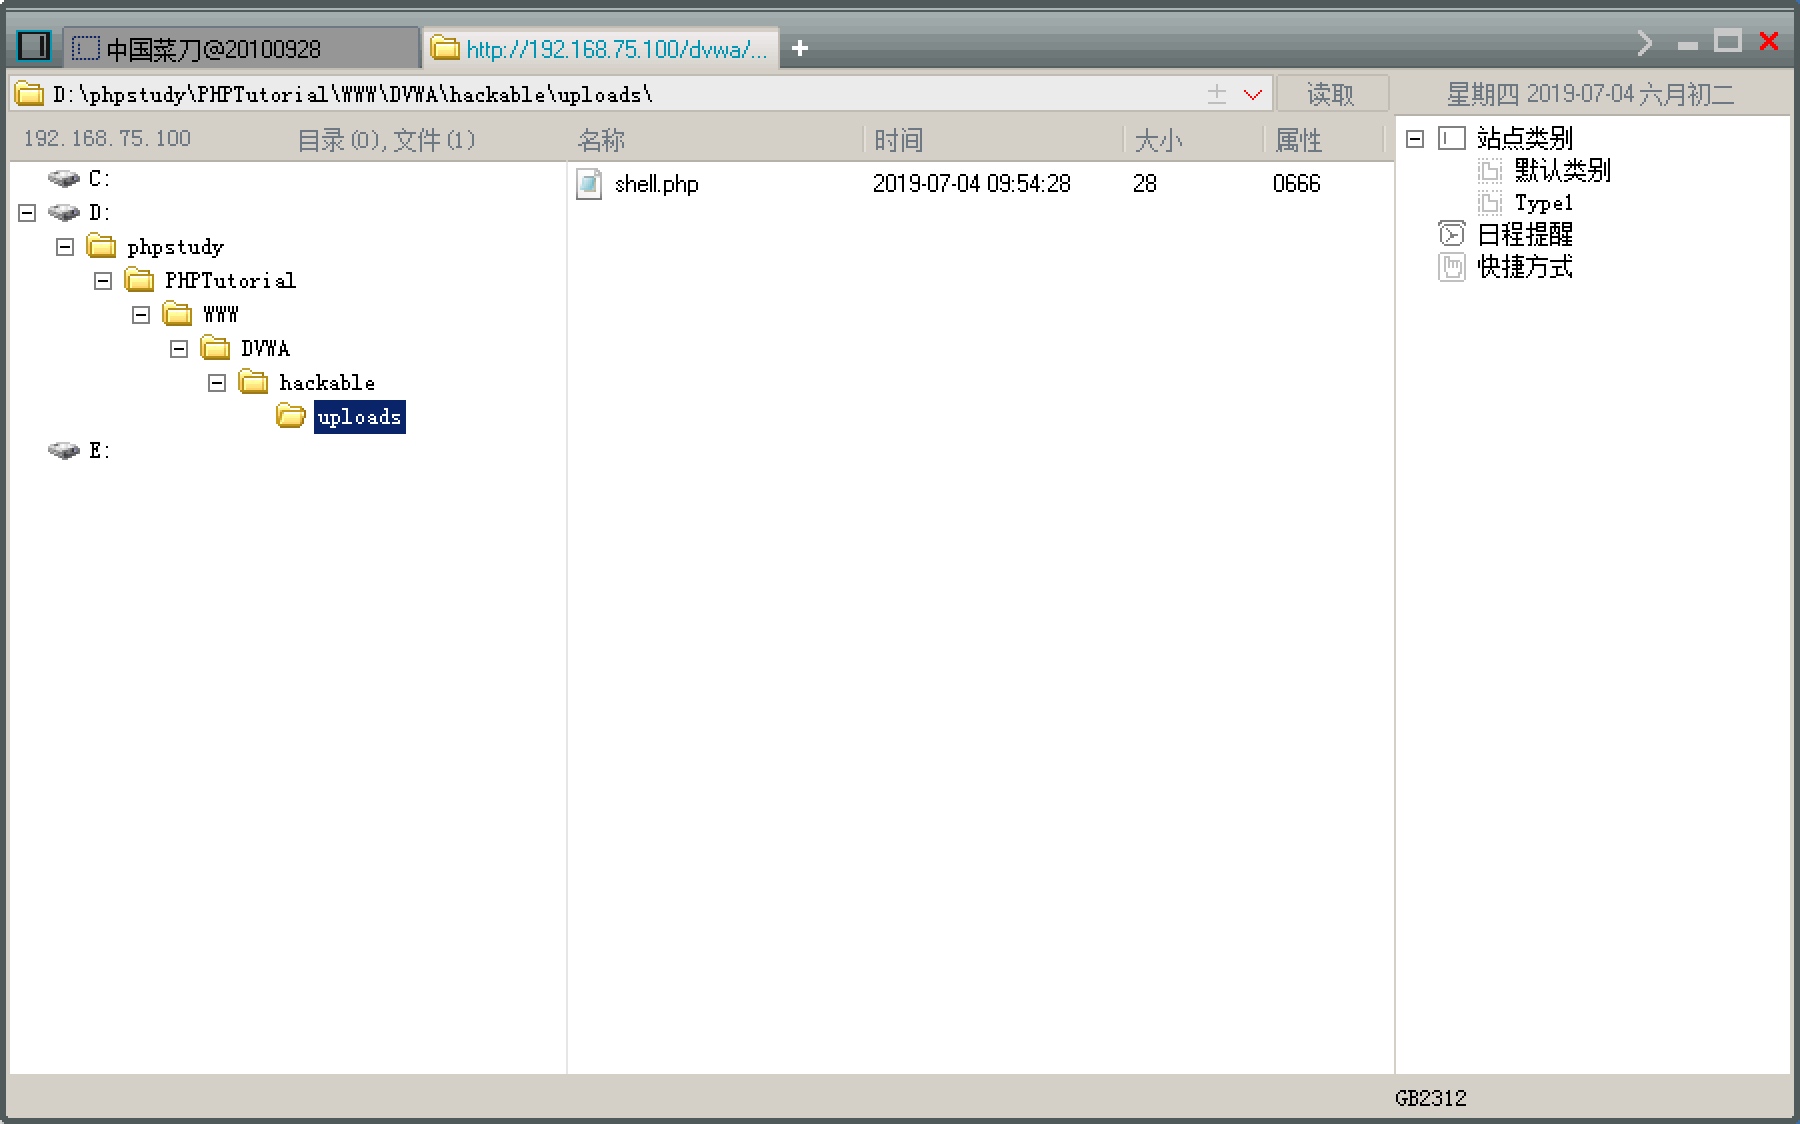 中国菜刀@20100928
http://192.168.75.100/dvwa/...
D:\phpstudy\PHPTutorial\WWW\DVWA\hackable\uploads\
读取
星期四 2019-07-04 六月初二
192.168.75.100
目录(0),文件(1)
名称
时间
大小
属性
C:
D:
phpstudy
PHPTutorial
WWW
DVWA
hackable
uploads
E:
shell.php
2019-07-04 09:54:28
28
0666
站点类别
默认类别
Type1
日程提醒
快捷方式
GB2312